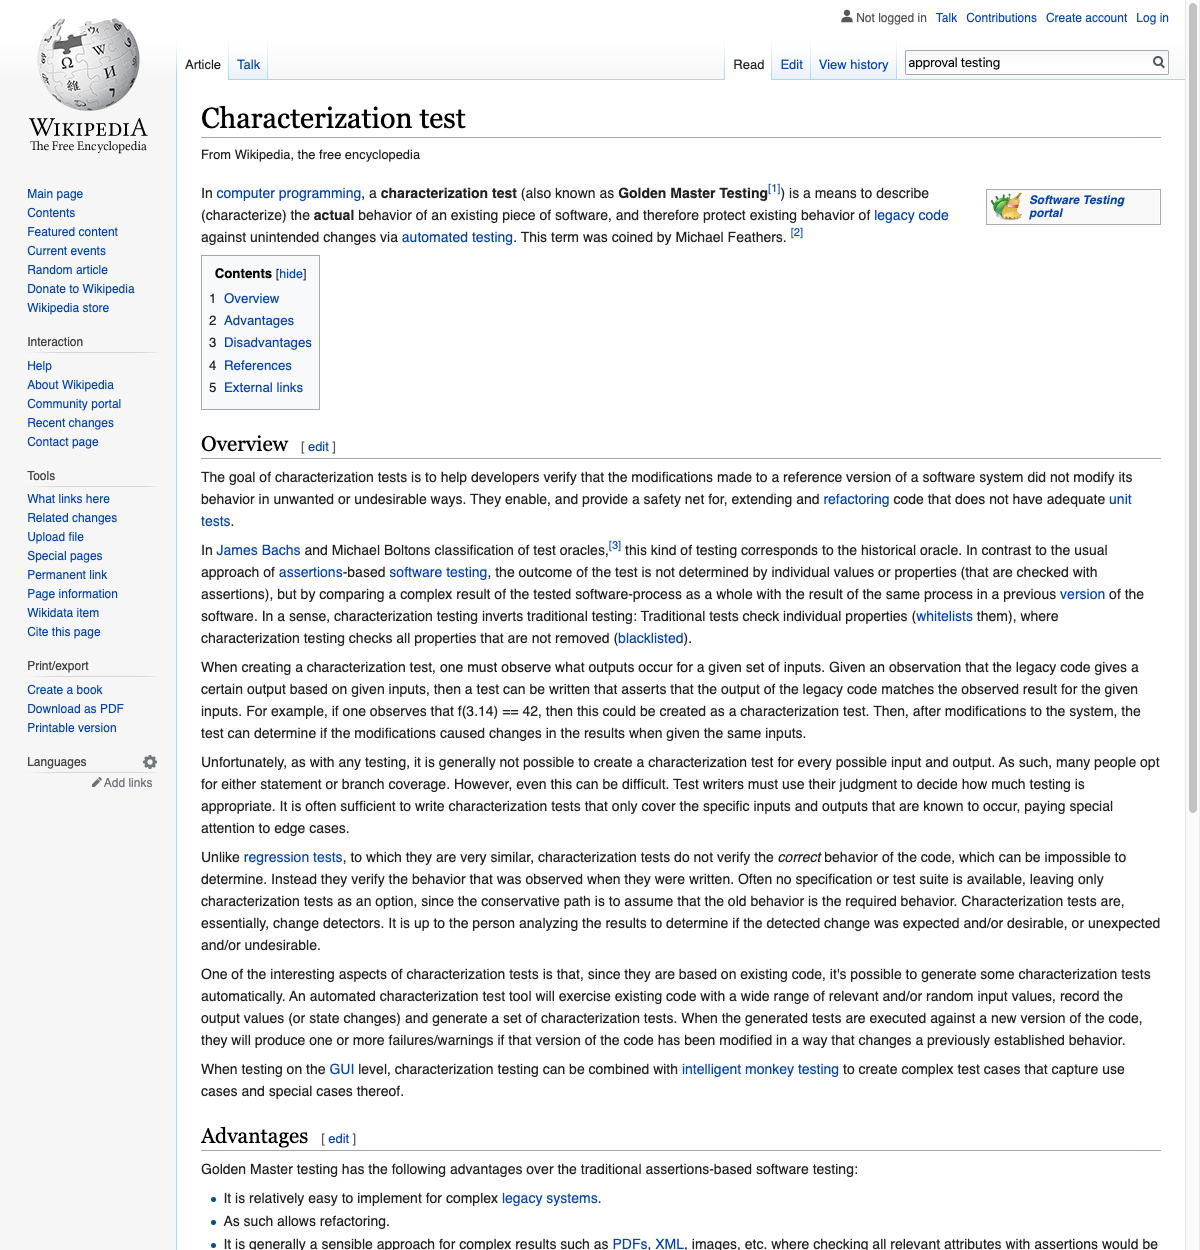 Not logged in Talk Contributions Create account Log in
Article Talk Read Edit View history approval testing
Ω W И 維 7
WIKIPEDIA
The Free Encyclopedia
Main page
Contents
Featured content
Current events
Random article
Donate to Wikipedia
Wikipedia store
Interaction
Help
About Wikipedia
Community portal
Recent changes
Contact page
Tools
What links here
Related changes
Upload file
Special pages
Permanent link
Page information
Wikidata item
Cite this page
Print/export
Create a book
Download as PDF
Printable version
Languages
Add links
Characterization test
From Wikipedia, the free encyclopedia
In computer programming, a characterization test (also known as Golden Master Testing[1]) is a means to describe
(characterize) the actual behavior of an existing piece of software, and therefore protect existing behavior of legacy code
against unintended changes via automated testing. This term was coined by Michael Feathers. [2]
Software Testing
portal
Contents [hide]
1 Overview
2 Advantages
3 Disadvantages
4 References
5 External links
Overview [ edit ]
The goal of characterization tests is to help developers verify that the modifications made to a reference version of a software system did not modify its
behavior in unwanted or undesirable ways. They enable, and provide a safety net for, extending and refactoring code that does not have adequate unit
tests.
In James Bachs and Michael Boltons classification of test oracles,[3] this kind of testing corresponds to the historical oracle. In contrast to the usual
approach of assertions-based software testing, the outcome of the test is not determined by individual values or properties (that are checked with
assertions), but by comparing a complex result of the tested software-process as a whole with the result of the same process in a previous version of the
software. In a sense, characterization testing inverts traditional testing: Traditional tests check individual properties (whitelists them), where
characterization testing checks all properties that are not removed (blacklisted).
When creating a characterization test, one must observe what outputs occur for a given set of inputs. Given an observation that the legacy code gives a
certain output based on given inputs, then a test can be written that asserts that the output of the legacy code matches the observed result for the given
inputs. For example, if one observes that f(3.14) == 42, then this could be created as a characterization test. Then, after modifications to the system, the
test can determine if the modifications caused changes in the results when given the same inputs.
Unfortunately, as with any testing, it is generally not possible to create a characterization test for every possible input and output. As such, many people opt
for either statement or branch coverage. However, even this can be difficult. Test writers must use their judgment to decide how much testing is
appropriate. It is often sufficient to write characterization tests that only cover the specific inputs and outputs that are known to occur, paying special
attention to edge cases.
Unlike regression tests, to which they are very similar, characterization tests do not verify the correct behavior of the code, which can be impossible to
determine. Instead they verify the behavior that was observed when they were written. Often no specification or test suite is available, leaving only
characterization tests as an option, since the conservative path is to assume that the old behavior is the required behavior. Characterization tests are,
essentially, change detectors. It is up to the person analyzing the results to determine if the detected change was expected and/or desirable, or unexpected
and/or undesirable.
One of the interesting aspects of characterization tests is that, since they are based on existing code, it's possible to generate some characterization tests
automatically. An automated characterization test tool will exercise existing code with a wide range of relevant and/or random input values, record the
output values (or state changes) and generate a set of characterization tests. When the generated tests are executed against a new version of the code,
they will produce one or more failures/warnings if that version of the code has been modified in a way that changes a previously established behavior.
When testing on the GUI level, characterization testing can be combined with intelligent monkey testing to create complex test cases that capture use
cases and special cases thereof.
Advantages [ edit ]
Golden Master testing has the following advantages over the traditional assertions-based software testing:
• It is relatively easy to implement for complex legacy systems.
• As such allows refactoring.
• It is generally a sensible approach for complex results such as PDFs, XML, images, etc. where checking all relevant attributes with assertions would be